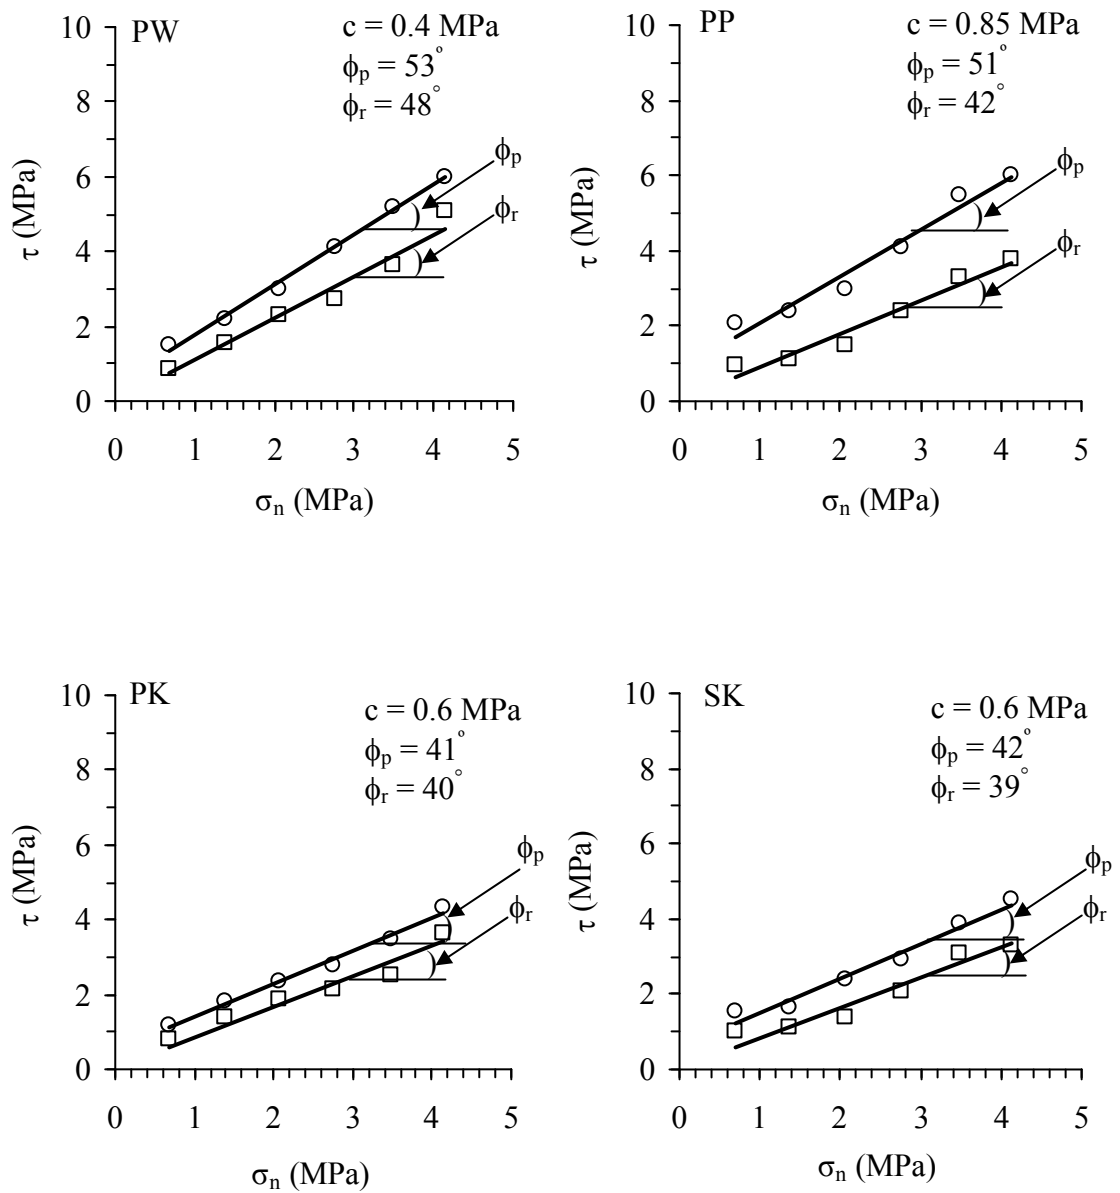 PW
c = 0.4 MPa
ϕp = 53°
ϕr = 48°
10
8
6
4
2
0
τ (MPa)
ϕp
ϕr
0 1 2 3 4 5
σn (MPa)
PP
c = 0.85 MPa
ϕp = 51°
ϕr = 42°
10
8
6
4
2
0
τ (MPa)
ϕp
ϕr
0 1 2 3 4 5
σn (MPa)
PK
c = 0.6 MPa
ϕp = 41°
ϕr = 40°
10
8
6
4
2
0
τ (MPa)
ϕp
ϕr
0 1 2 3 4 5
σn (MPa)
SK
c = 0.6 MPa
ϕp = 42°
ϕr = 39°
10
8
6
4
2
0
τ (MPa)
ϕp
ϕr
0 1 2 3 4 5
σn (MPa)